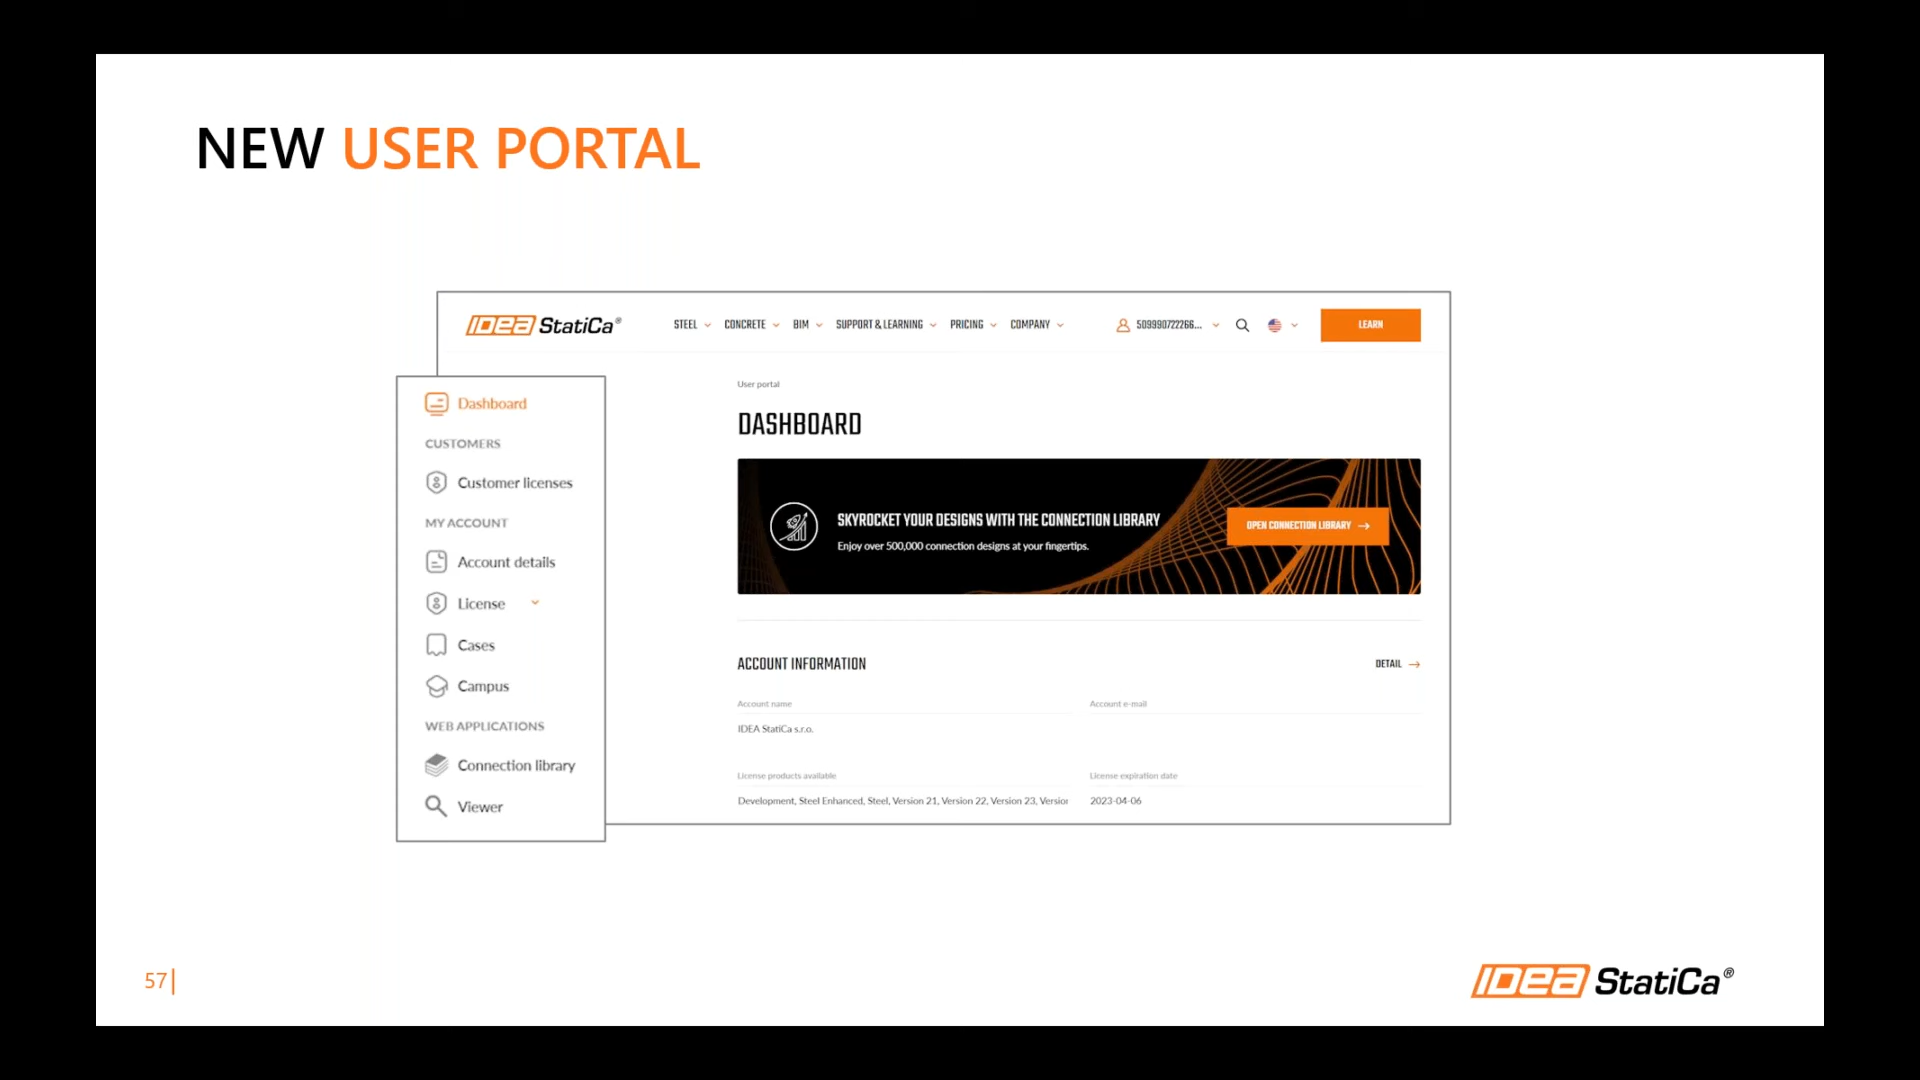 NEW USER PORTAL
IDEA StatiCa®
STEEL CONCRETE BIM SUPPORT & LEARNING PRICING COMPANY 509990722266... LEARN
Dashboard
CUSTOMERS
Customer licenses
MY ACCOUNT
Account details
License
Cases
Campus
WEB APPLICATIONS
Connection library
Viewer
User portal
DASHBOARD
SKYROCKET YOUR DESIGNS WITH THE CONNECTION LIBRARY
Enjoy over 500,000 connection designs at your fingertips.
OPEN CONNECTION LIBRARY
ACCOUNT INFORMATION
DETAIL
Account name
Account e-mail
IDEA StatiCa s.r.o.
License products available
License expiration date
Development, Steel Enhanced, Steel, Version 21, Version 22, Version 23, Version
2023-04-06
57
IDEA StatiCa®